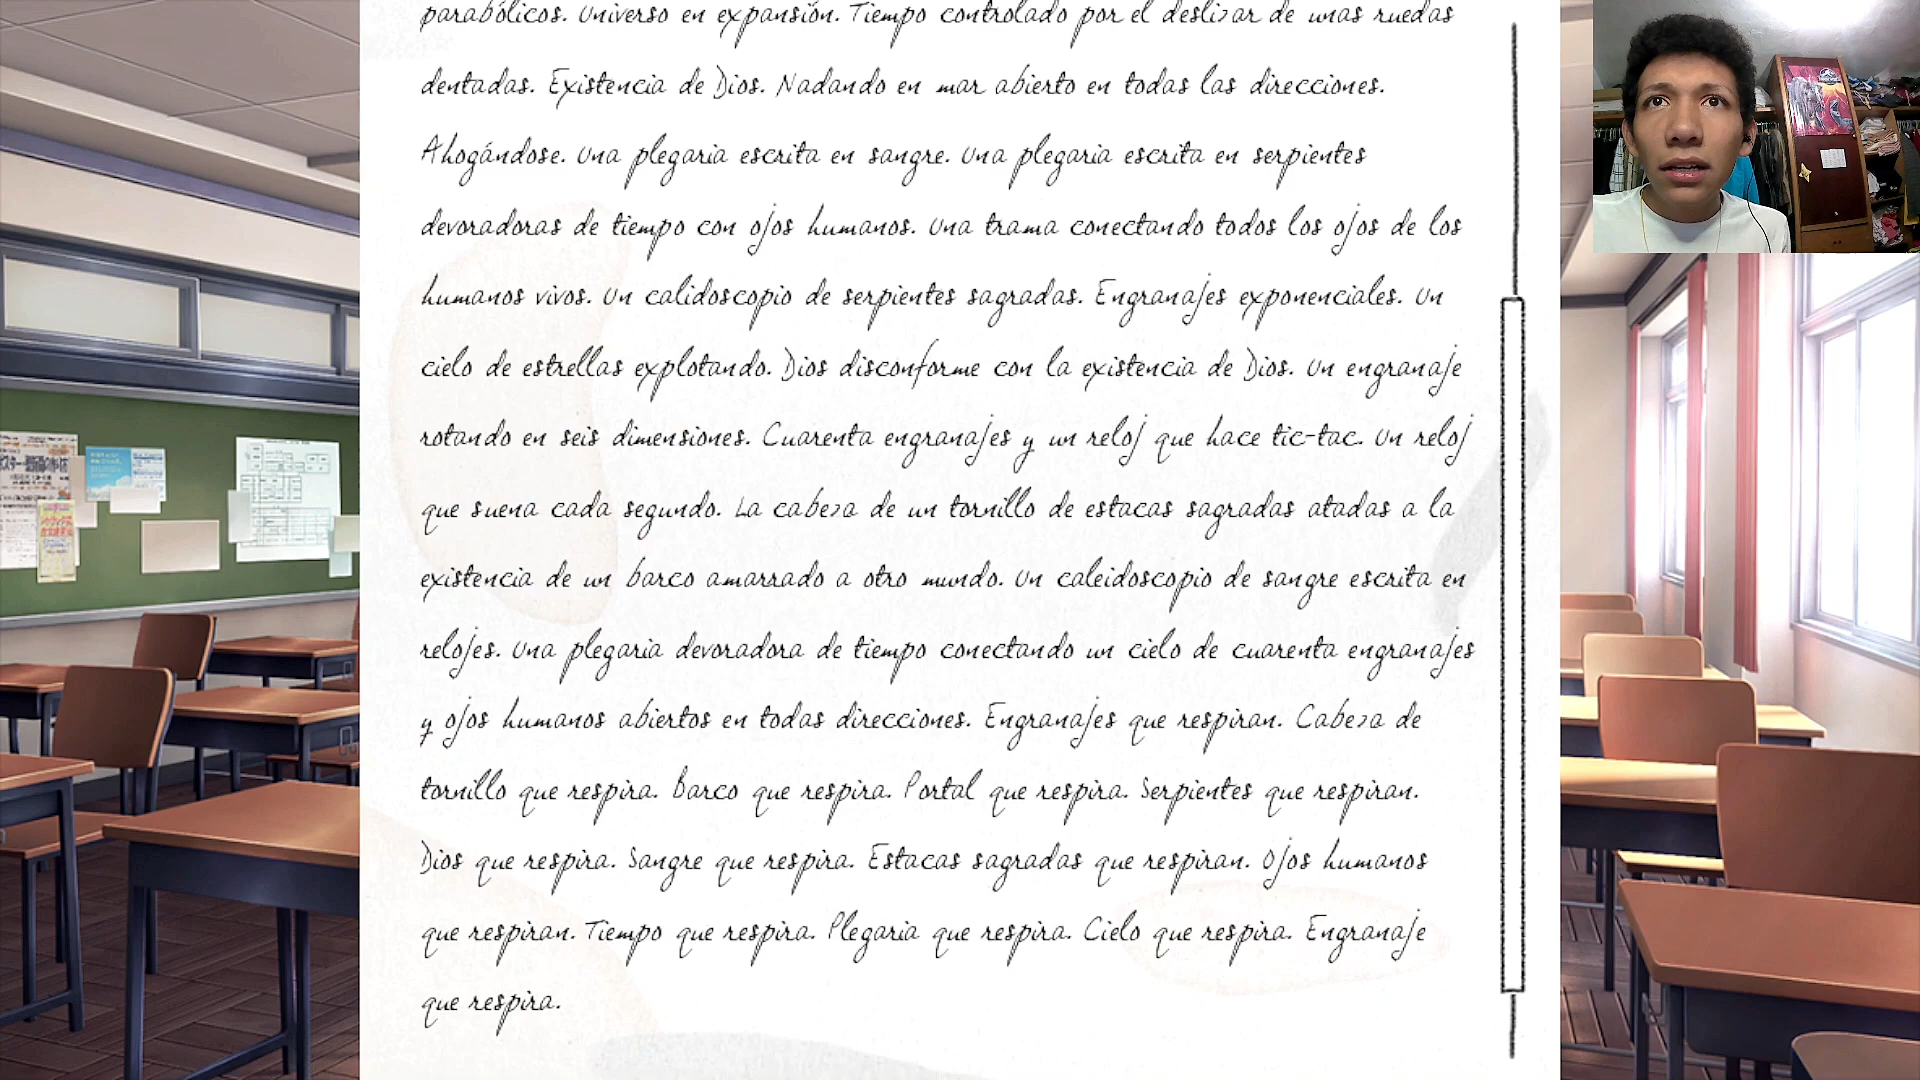 parabólicos. Universo en expansión. Tiempo controlado por el deslizar de unas ruedas
dentadas. Existencia de Dios. Nadando en mar abierto en todas las direcciones.
Ahogándose. Una plegaria escrita en sangre. Una plegaria escrita en serpientes
devoradoras de tiempo con ojos humanos. Una trama conectando todos los ojos de los
humanos vivos. Un calidoscopio de serpientes sagradas. Engranajes exponenciales. Un
cielo de estrellas explotando. Dios disconforme con la existencia de Dios. Un engranaje
rotando en seis dimensiones. Cuarenta engranajes y un reloj que hace tic-tac. Un reloj
que suena cada segundo. La cabeza de un tornillo de estacas sagradas atadas a la
existencia de un barco amarrado a otro mundo. Un caleidoscopio de sangre escrita en
relojes. Una plegaria devoradora de tiempo conectando un cielo de cuarenta engranajes
y ojos humanos abiertos en todas direcciones. Engranajes que respiran. Cabeza de
tornillo que respira. Barco que respira. Portal que respira. Serpientes que respiran.
Dios que respira. Sangre que respira. Estacas sagradas que respiran. Ojos humanos
que respiran. Tiempo que respira. Plegaria que respira. Cielo que respira. Engranaje
que respira.